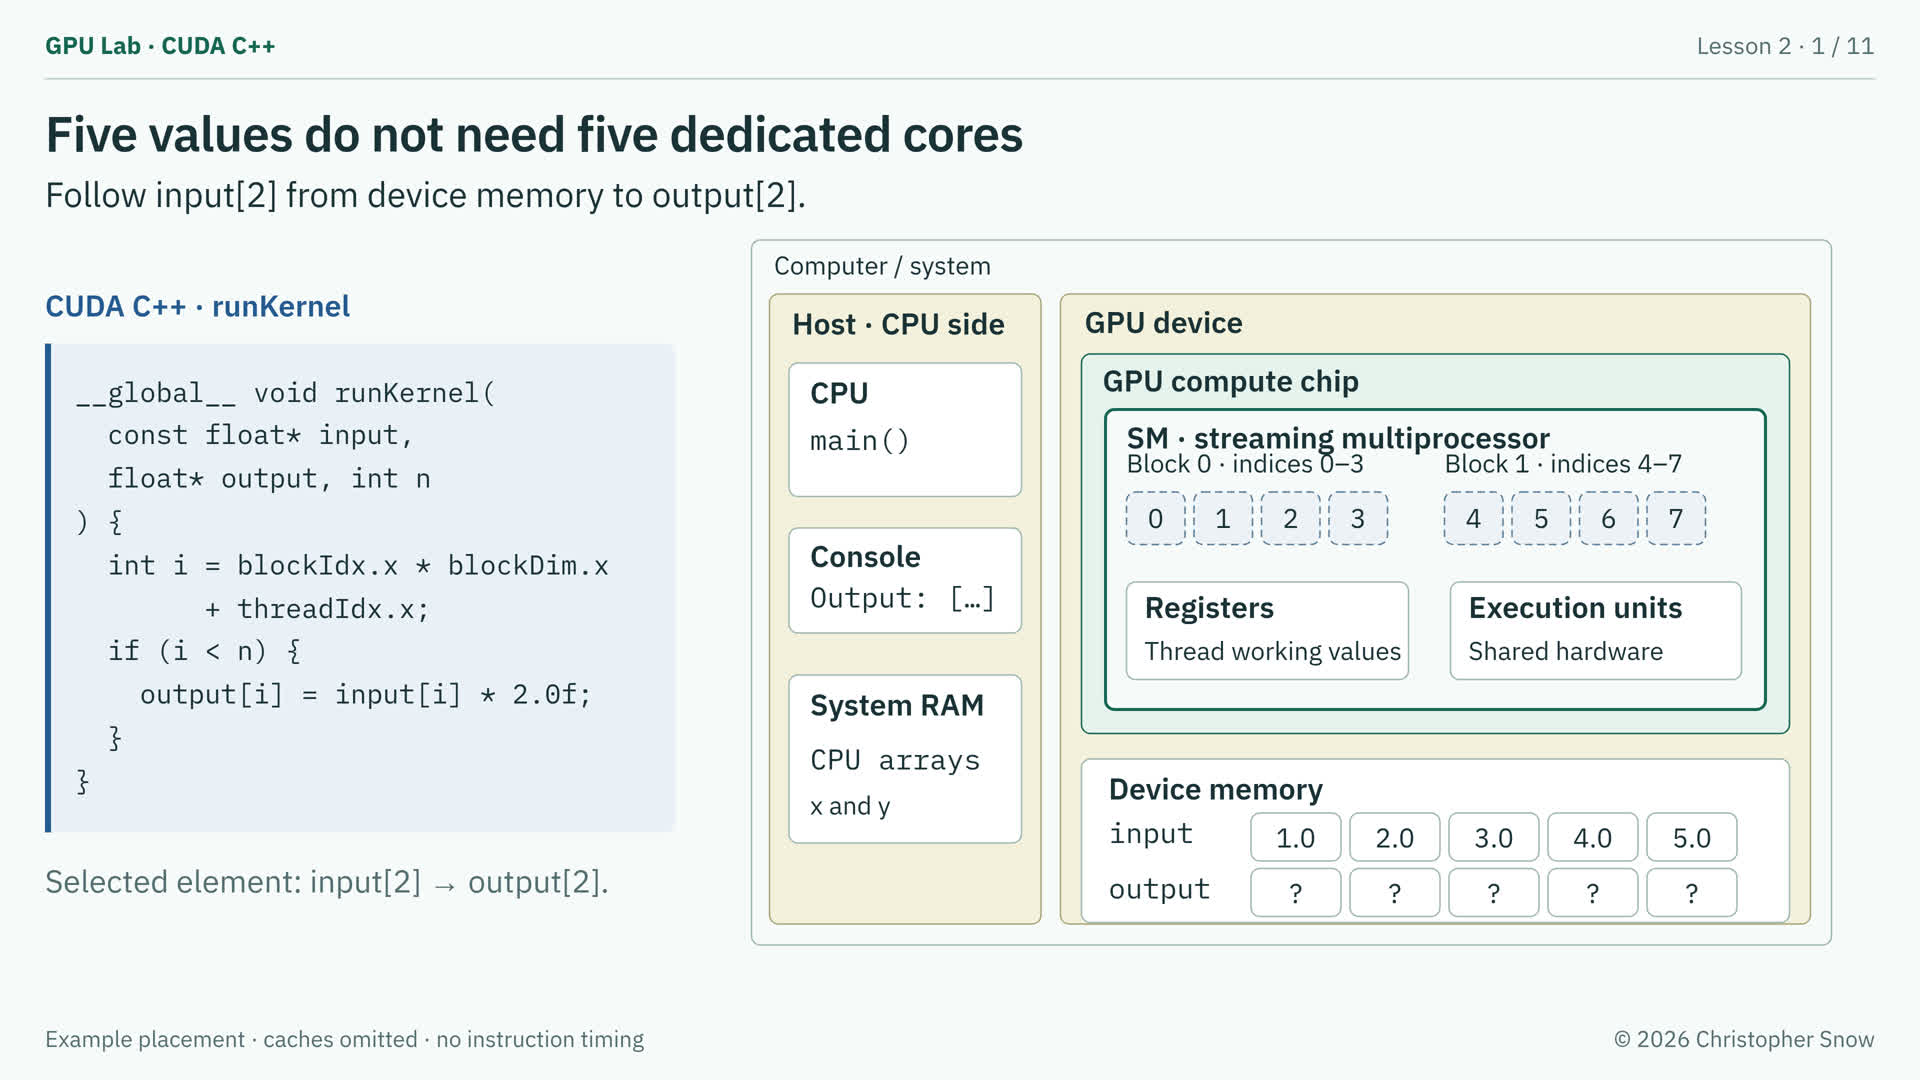 GPU Lab · CUDA C++
Lesson 2 · 1 / 11
Five values do not need five dedicated cores
Follow input[2] from device memory to output[2].
CUDA C++ · runKernel
__global__ void runKernel(
  const float* input,
  float* output, int n
) {
  int i = blockIdx.x * blockDim.x
        + threadIdx.x;
  if (i < n) {
    output[i] = input[i] * 2.0f;
  }
}
Selected element: input[2] → output[2].
Computer / system
Host · CPU side
CPU
main()
Console
Output: […]
System RAM
CPU arrays
x and y
GPU device
GPU compute chip
SM · streaming multiprocessor
Block 0 · indices 0–3
0 1 2 3
Block 1 · indices 4–7
4 5 6 7
Registers
Thread working values
Execution units
Shared hardware
Device memory
input 1.0 2.0 3.0 4.0 5.0
output ? ? ? ? ?
Example placement · caches omitted · no instruction timing
© 2026 Christopher Snow